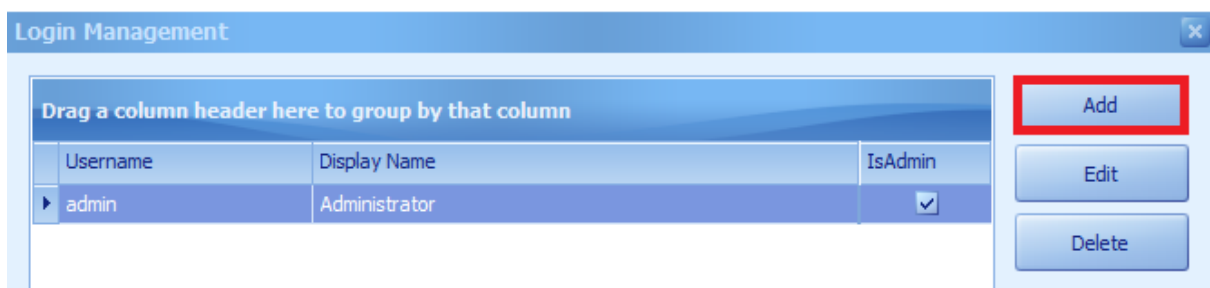 Login Management
Drag a column header here to group by that column
Add
Username Display Name IsAdmin
Edit
admin Administrator
Delete